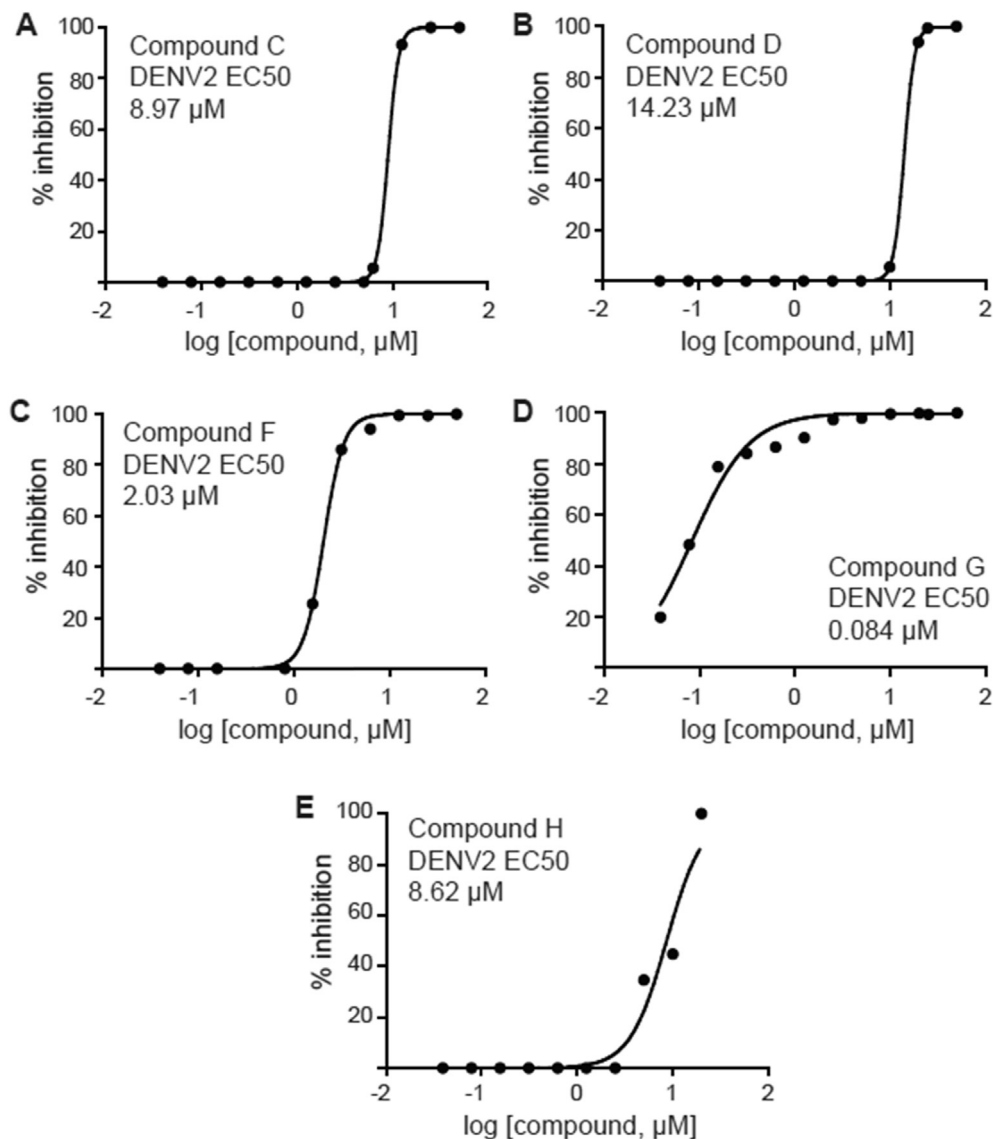 A
Compound C
DENV2 EC50
8.97 µM
% inhibition
100
80
60
40
20
-2
-1
0
1
2
log [compound, µM]
B
Compound D
DENV2 EC50
14.23 µM
% inhibition
100
80
60
40
20
-2
-1
0
1
2
log [compound, µM]
C
Compound F
DENV2 EC50
2.03 µM
% inhibition
100
80
60
40
20
-2
-1
0
1
2
log [compound, µM]
D
Compound G
DENV2 EC50
0.084 µM
% inhibition
100
80
60
40
20
-2
-1
0
1
2
log [compound, µM]
E
Compound H
DENV2 EC50
8.62 µM
% inhibition
100
80
60
40
20
-2
-1
0
1
2
log [compound, µM]